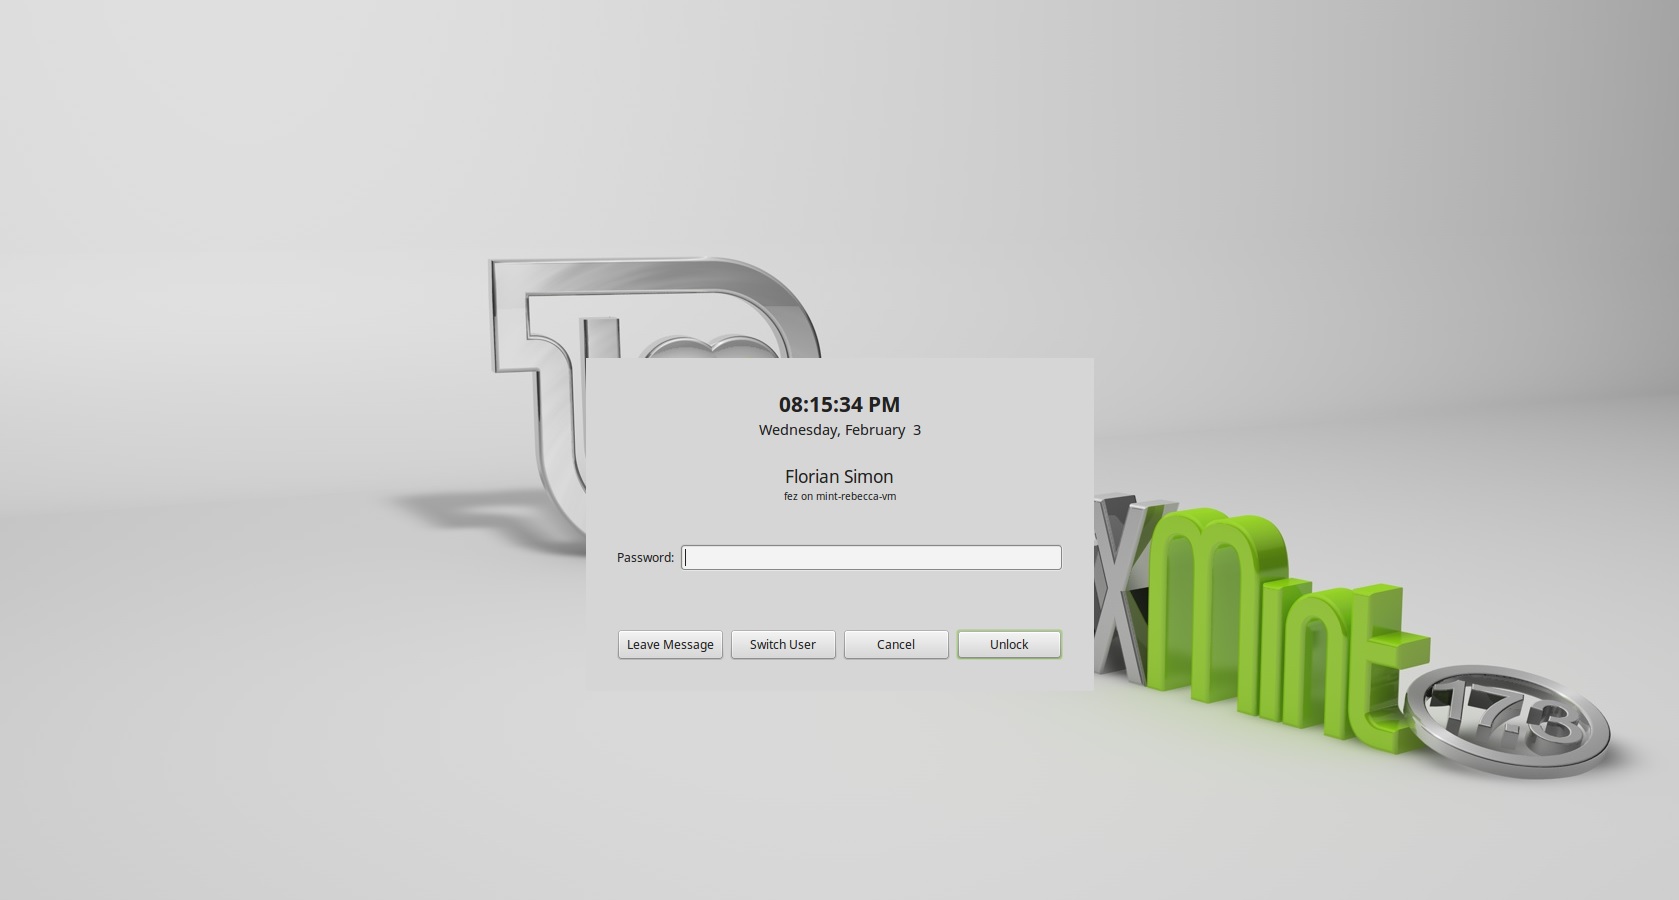 08:15:34 PM
Wednesday, February  3
Florian Simon
fez on mint-rebecca-vm
Password:
Leave Message
Switch User
Cancel
Unlock
X
mint
17.3